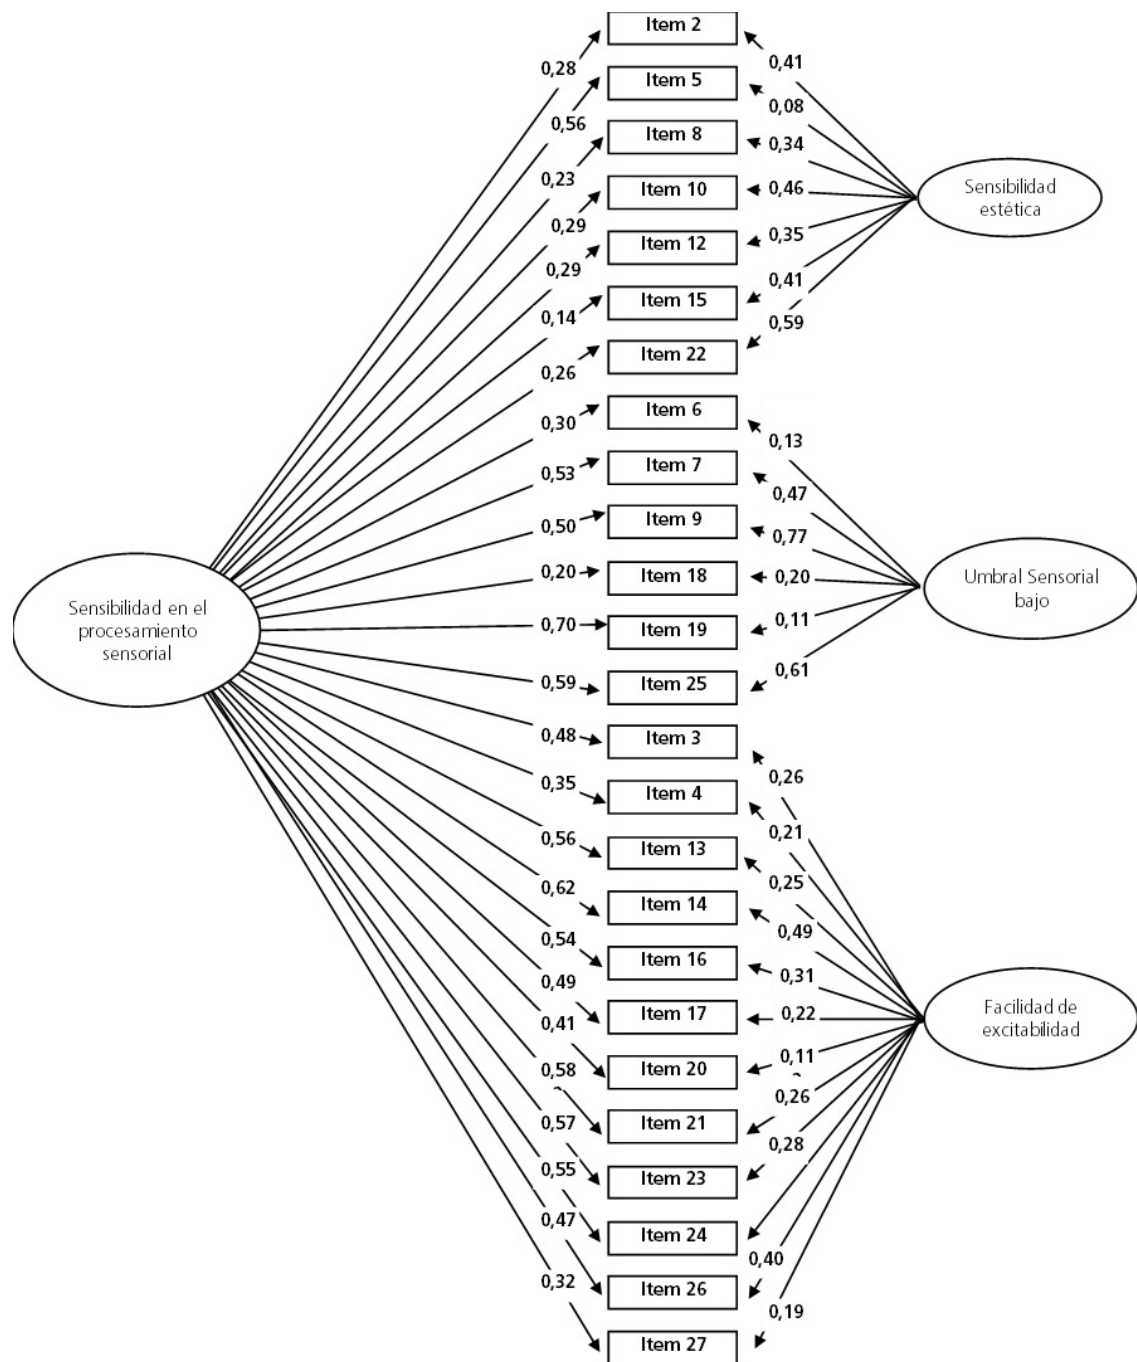 Item 2
0,28
0,41
Item 5
0,56
0,08
Item 8
0,23
0,34
Item 10
0,29
0,46
Sensibilidad
estética
Item 12
0,29
0,35
Item 15
0,14
0,41
0,59
Item 22
0,26
Item 6
0,30
0,13
Item 7
0,53
0,47
Item 9
0,50
0,77
Item 18
0,20
0,20
Umbral Sensorial
bajo
Sensibilidad en el
procesamiento
sensorial
Item 19
0,70
0,11
Item 25
0,59
0,61
Item 3
0,48
0,26
Item 4
0,35
0,21
Item 13
0,56
0,25
Item 14
0,62
0,49
Item 16
0,54
0,31
Item 17
0,49
0,22
Facilidad de
excitabilidad
0,41
Item 20
0,11
0,58
0,26
Item 21
0,57
0,28
Item 23
0,55
Item 24
0,47
0,40
Item 26
0,32
0,19
Item 27